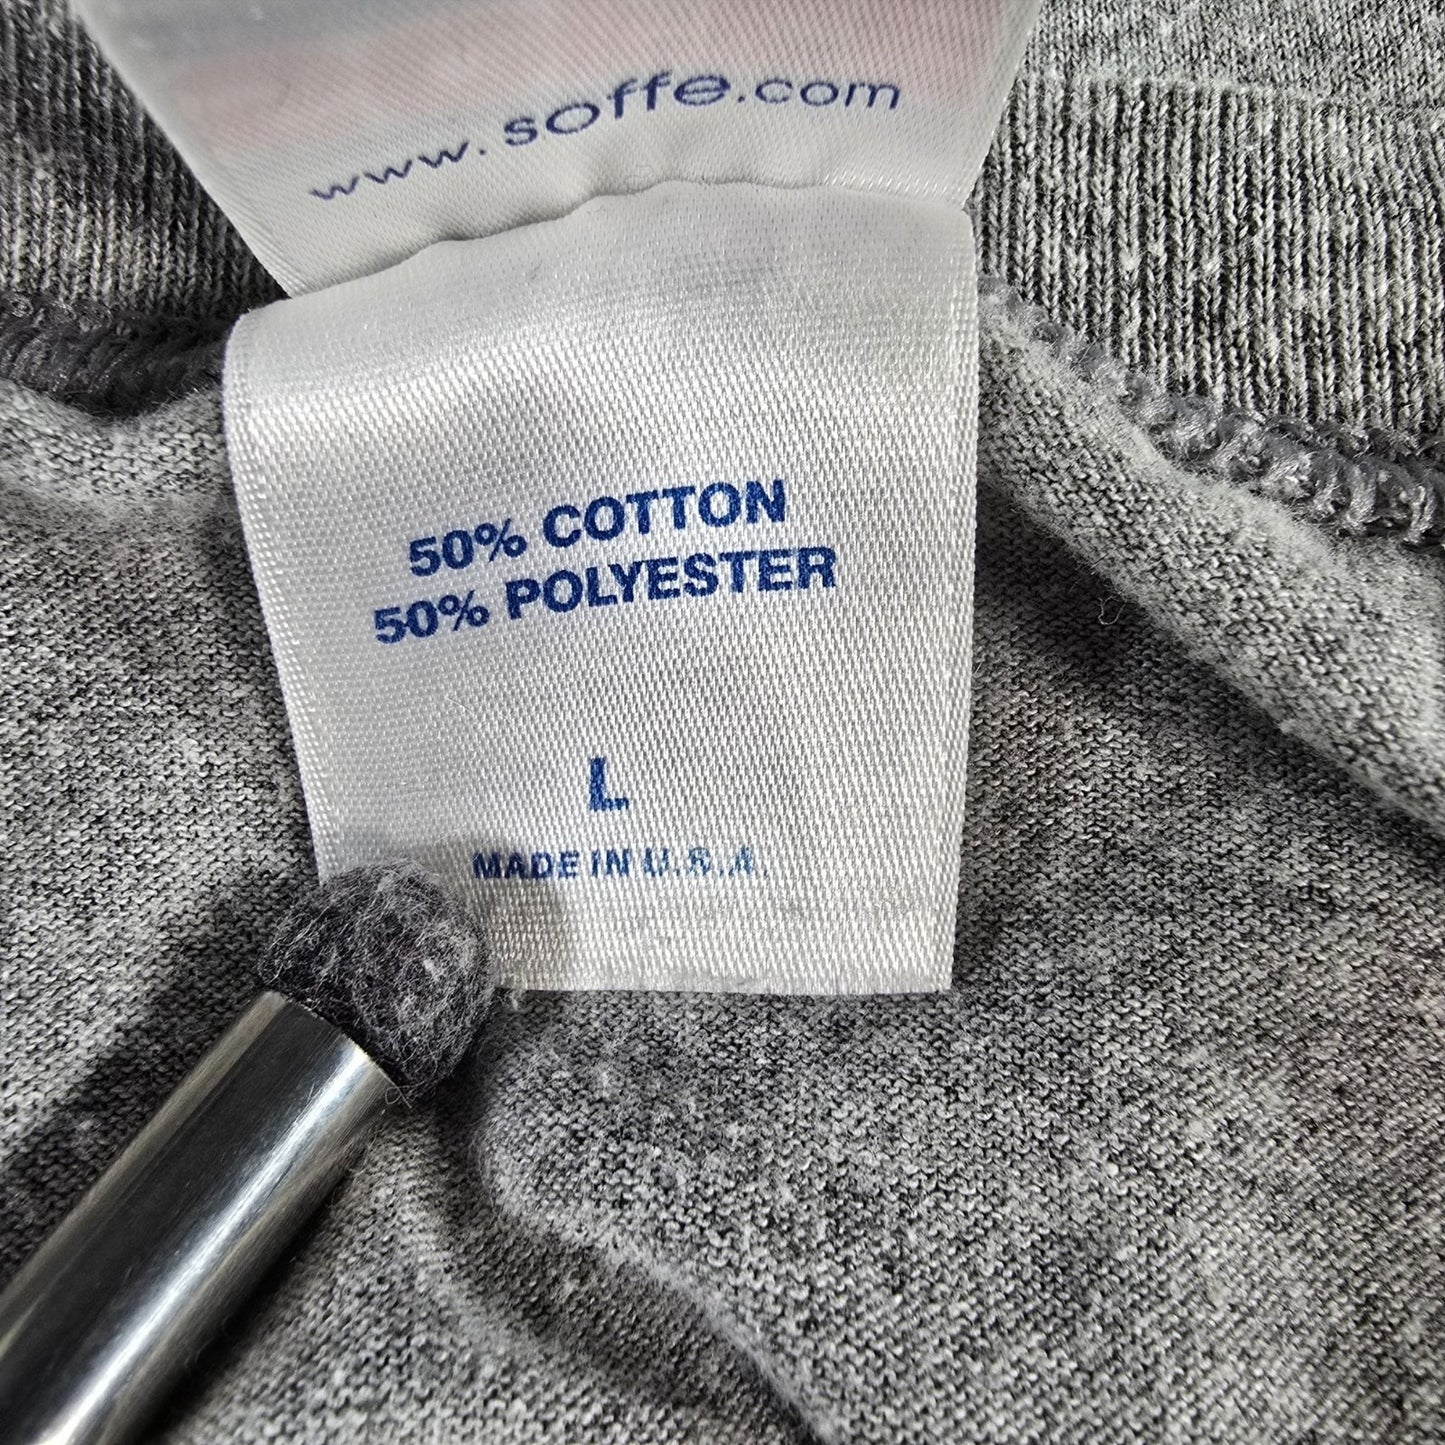 www.soffe.com
50% COTTON
50% POLYESTER
L
MADE IN U.S.A.